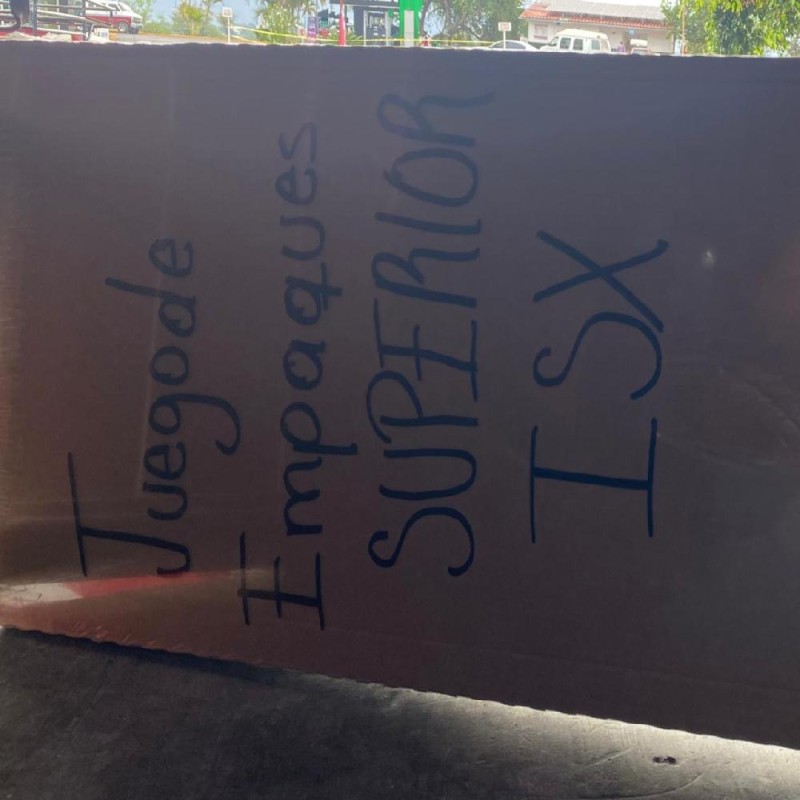 Juegode
Empaques
SUPERIOR
ISX